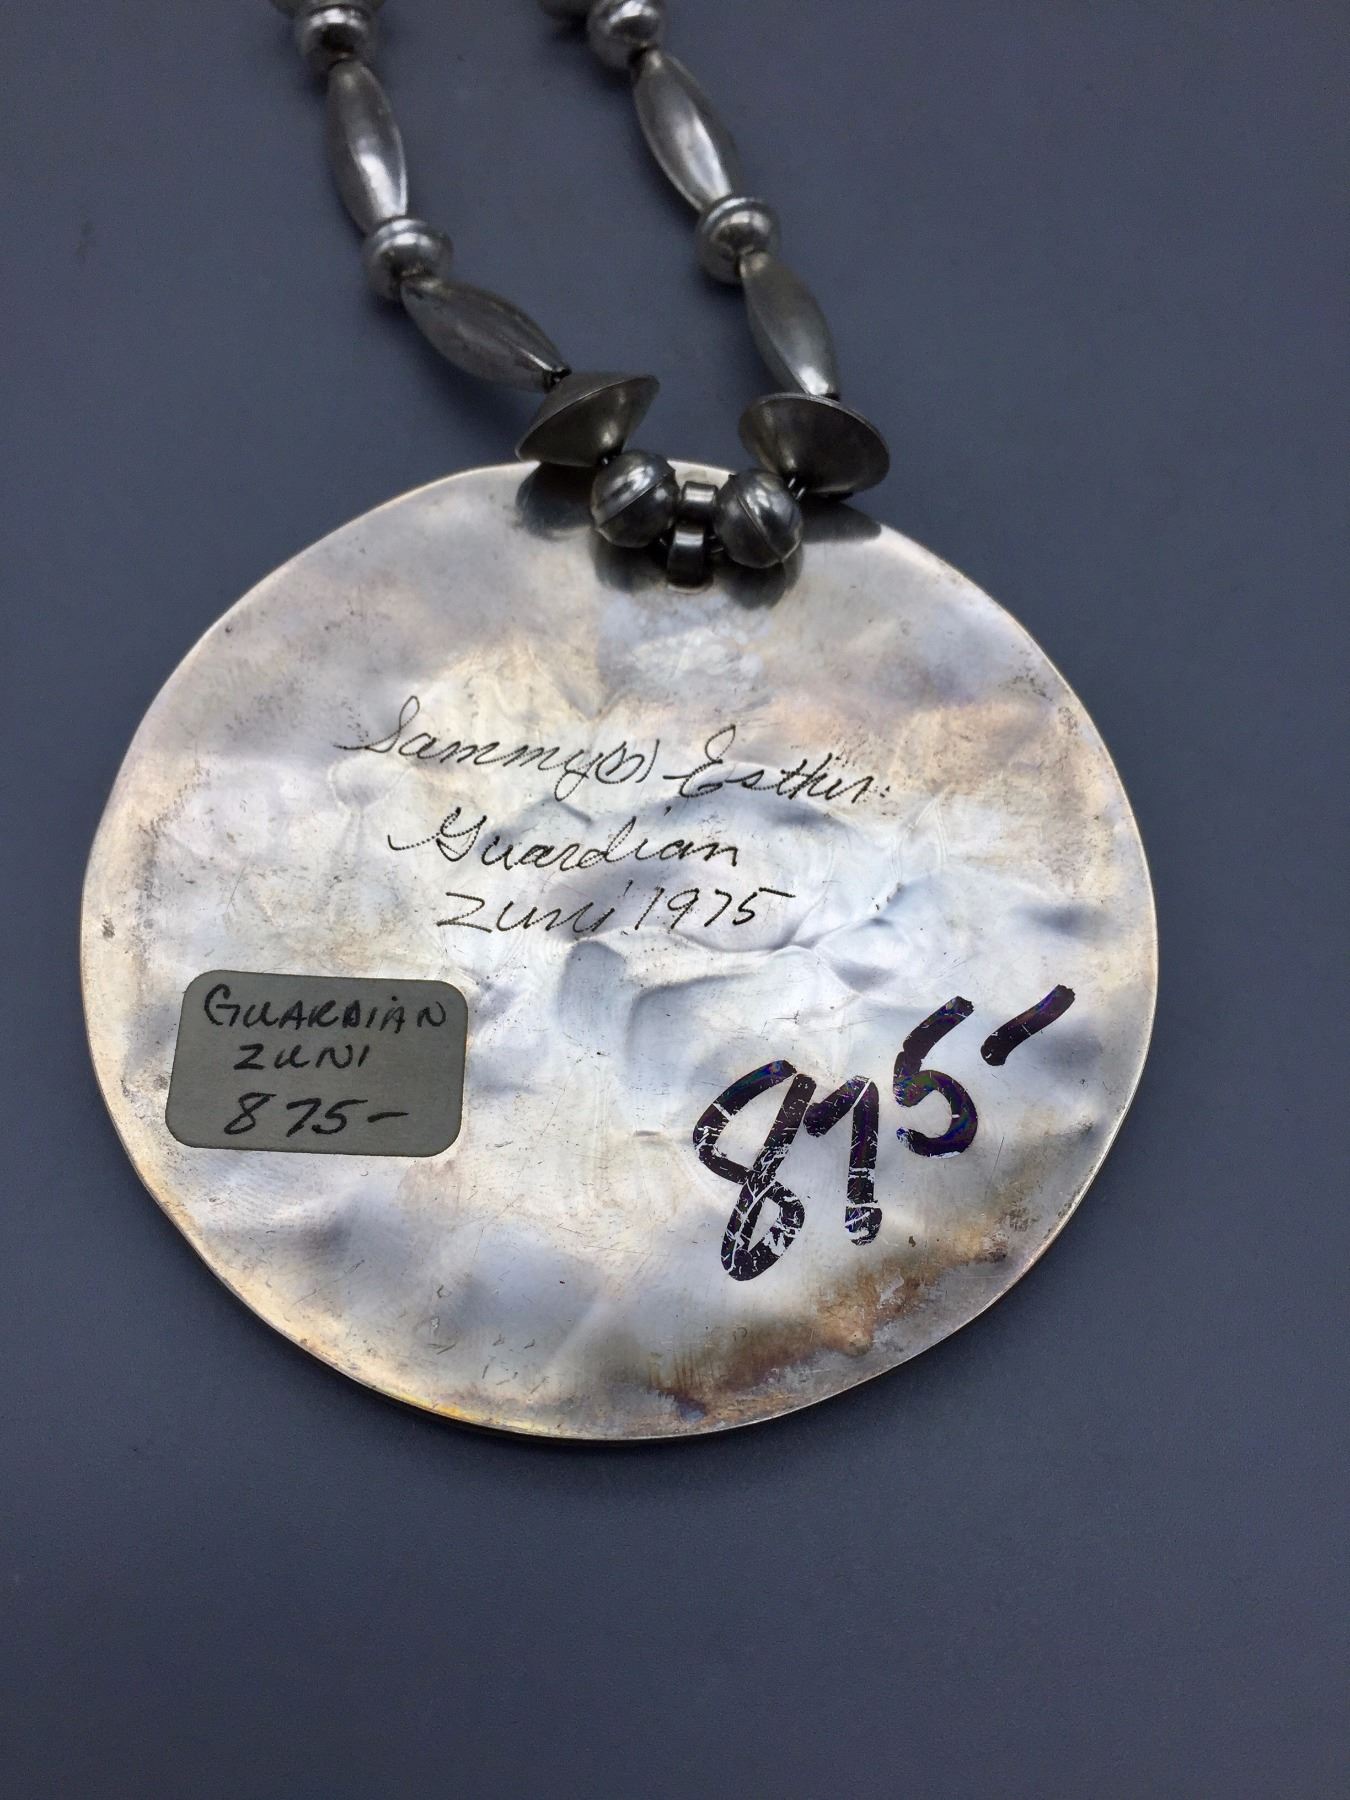 Sammy(S) Esther.
Guardian
Zuni 1975
GUARDIAN
ZUNI
875-
875-